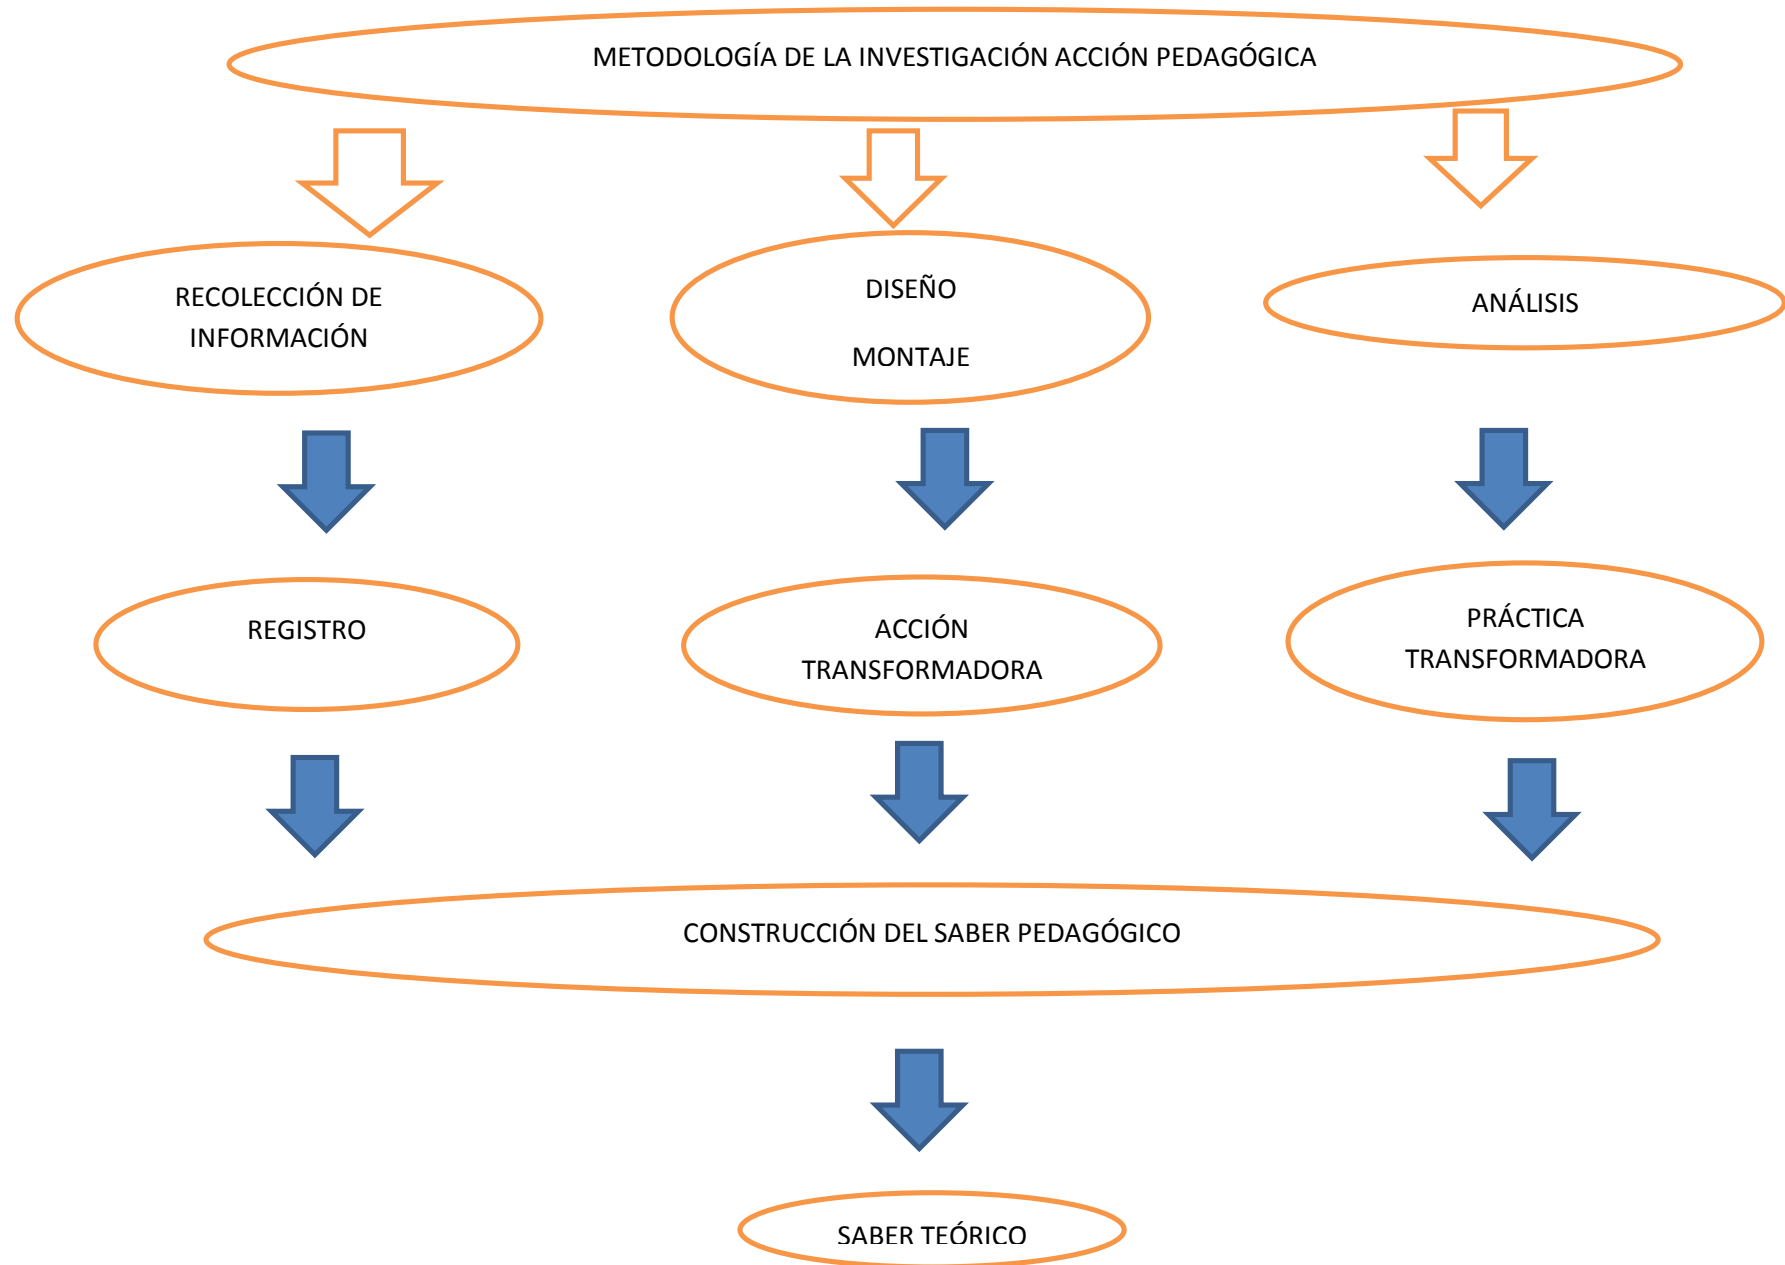 METODOLOGÍA DE LA INVESTIGACIÓN ACCIÓN PEDAGÓGICA
RECOLECCIÓN DE
INFORMACIÓN
DISEÑO
MONTAJE
ANÁLISIS
REGISTRO
ACCIÓN
TRANSFORMADORA
PRÁCTICA
TRANSFORMADORA
CONSTRUCCIÓN DEL SABER PEDAGÓGICO
SABER TEÓRICO